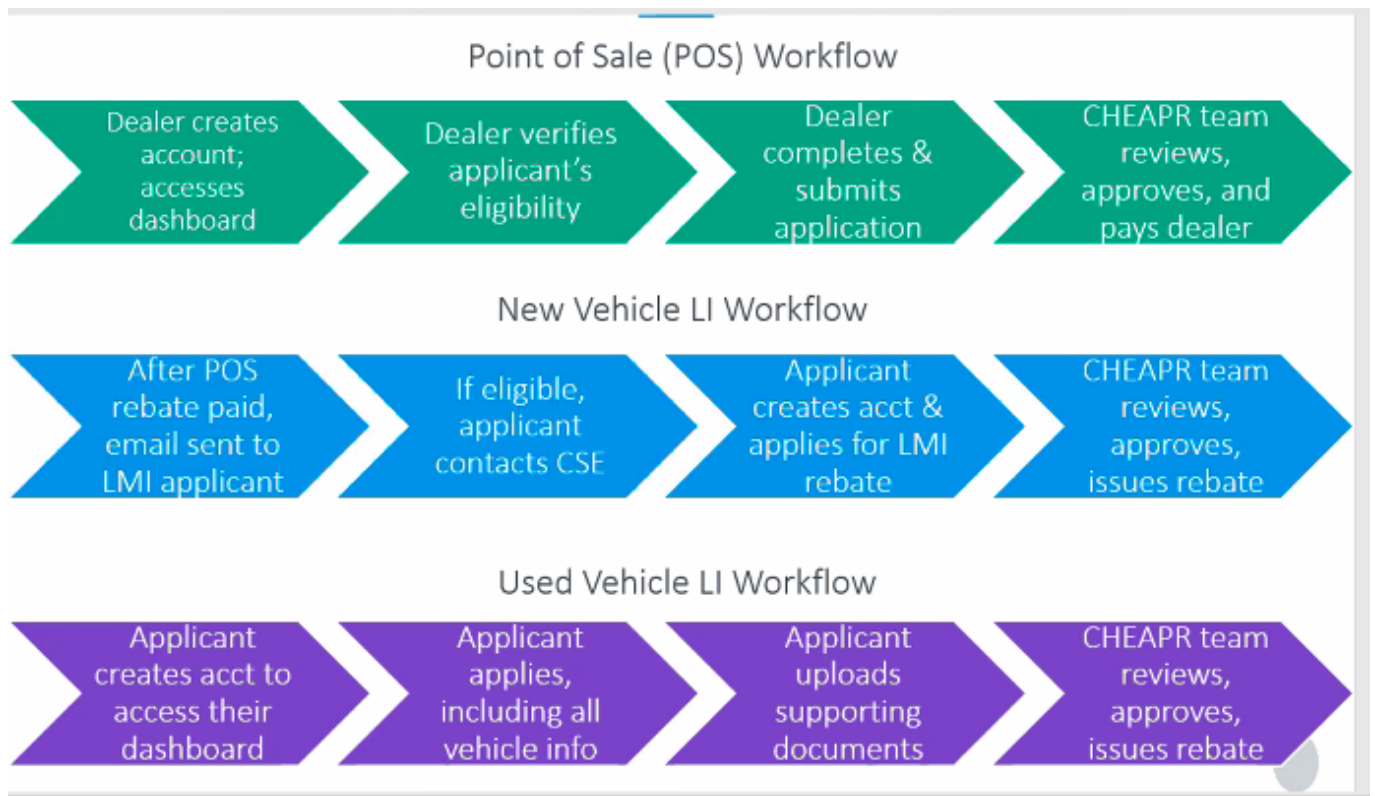 Point of Sale (POS) Workflow
Dealer creates
account;
accesses
dashboard
Dealer verifies
applicant's
eligibility
Dealer
completes &
submits
application
CHEAPR team
reviews,
approves, and
pays dealer
New Vehicle LI Workflow
After POS
rebate paid,
email sent to
LMI applicant
If eligible,
applicant
contacts CSE
Applicant
creates acct &
applies for LMI
rebate
CHEAPR team
reviews,
approves,
issues rebate
Used Vehicle LI Workflow
Applicant
creates acct to
access their
dashboard
Applicant
applies,
including all
vehicle info
Applicant
uploads
supporting
documents
CHEAPR team
reviews,
approves,
issues rebate